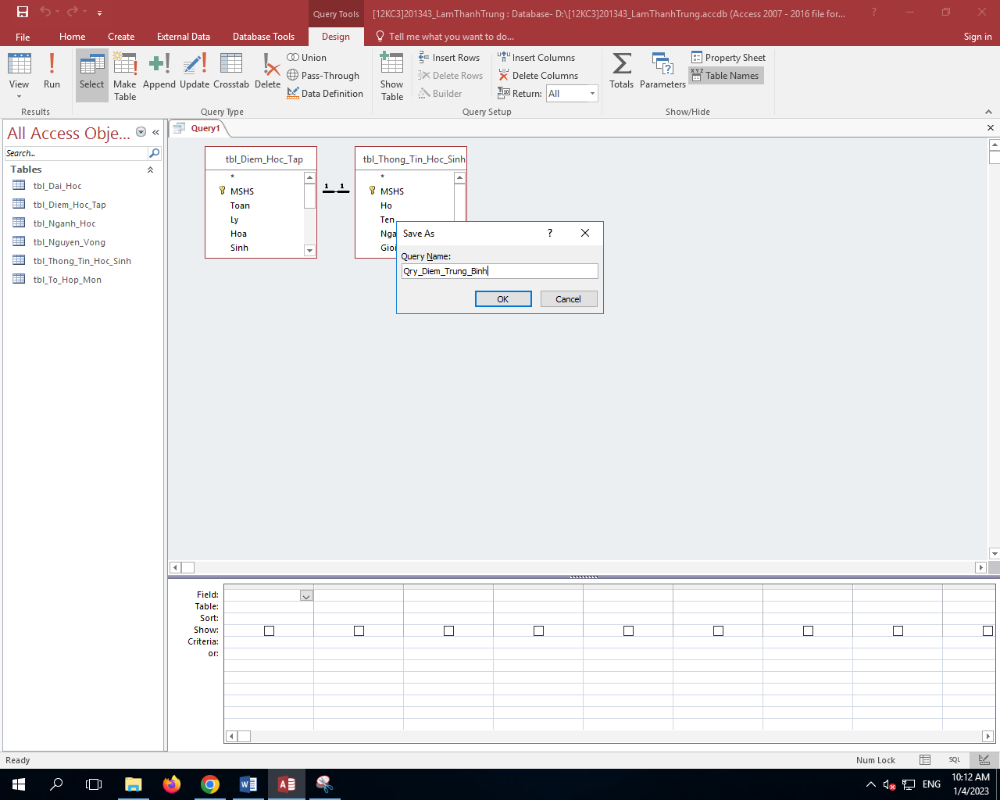 Query Tools
[12KC3]201343_LamThanhTrung : Database- D:\[12KC3]201343_LamThanhTrung.accdb (Access 2007 - 2016 file for...
?
File
Home
Create
External Data
Database Tools
Design
Tell me what you want to do...
Sign in
View
Run
Select
Make Table
Append
Update
Crosstab
Delete
Union
Pass-Through
Data Definition
Show Table
Insert Rows
Delete Rows
Builder
Insert Columns
Delete Columns
Return: All
Totals
Parameters
Property Sheet
XYZ Table Names
Results
Query Type
Query Setup
Show/Hide
All Access Obje...
Search...
Tables
tbl_Dai_Hoc
tbl_Diem_Hoc_Tap
tbl_Nganh_Hoc
tbl_Nguyen_Vong
tbl_Thong_Tin_Hoc_Sinh
tbl_To_Hop_Mon
Query1
tbl_Diem_Hoc_Tap
*
MSHS
Toan
Ly
Hoa
Sinh
1 1
tbl_Thong_Tin_Hoc_Sinh
*
MSHS
Ho
Ten
Nga
Gioi
Save As
?
Query Name:
Qry_Diem_Trung_Binh
OK
Cancel
Field:
Table:
Sort:
Show:
Criteria:
or:
Ready
Num Lock
SQL
ENG
10:12 AM
1/4/2023